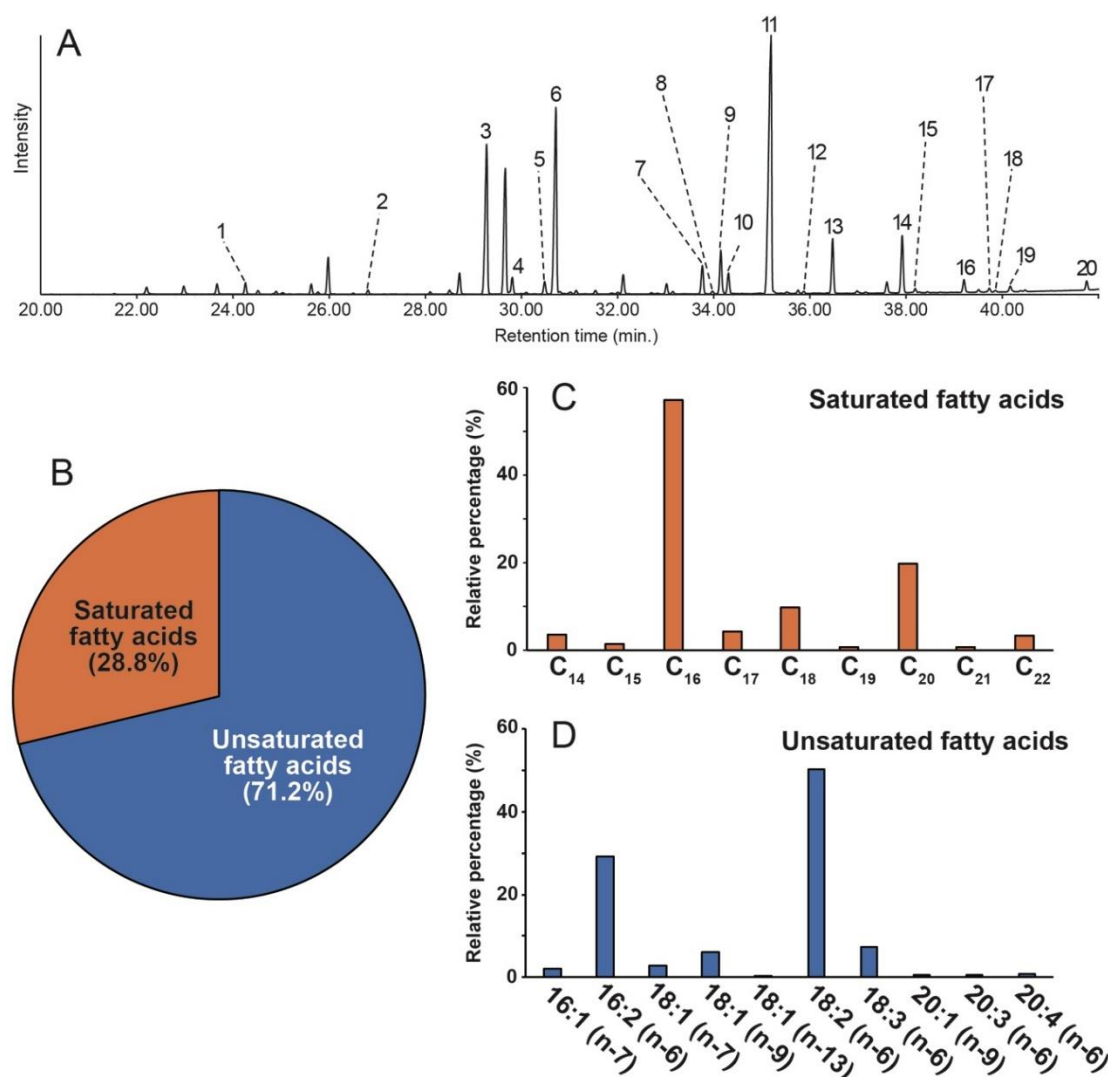 A
Intensity
1
2
3
4
5
6
7
8
9
10
11
12
13
14
15
16
17
18
19
20
20.00 22.00 24.00 26.00 28.00 30.00 32.00 34.00 36.00 38.00 40.00
Retention time (min.)
B
Saturated
fatty acids
(28.8%)
Unsaturated
fatty acids
(71.2%)
C
Saturated fatty acids
Relative percentage (%)
60
40
20
0
C14 C15 C16 C17 C18 C19 C20 C21 C22
D
Unsaturated fatty acids
Relative percentage (%)
60
40
20
0
16:1 (n-7)
16:2 (n-6)
18:1 (n-7)
18:1 (n-9)
18:1 (n-13)
18:2 (n-6)
18:3 (n-6)
20:1 (n-9)
20:3 (n-6)
20:4 (n-6)